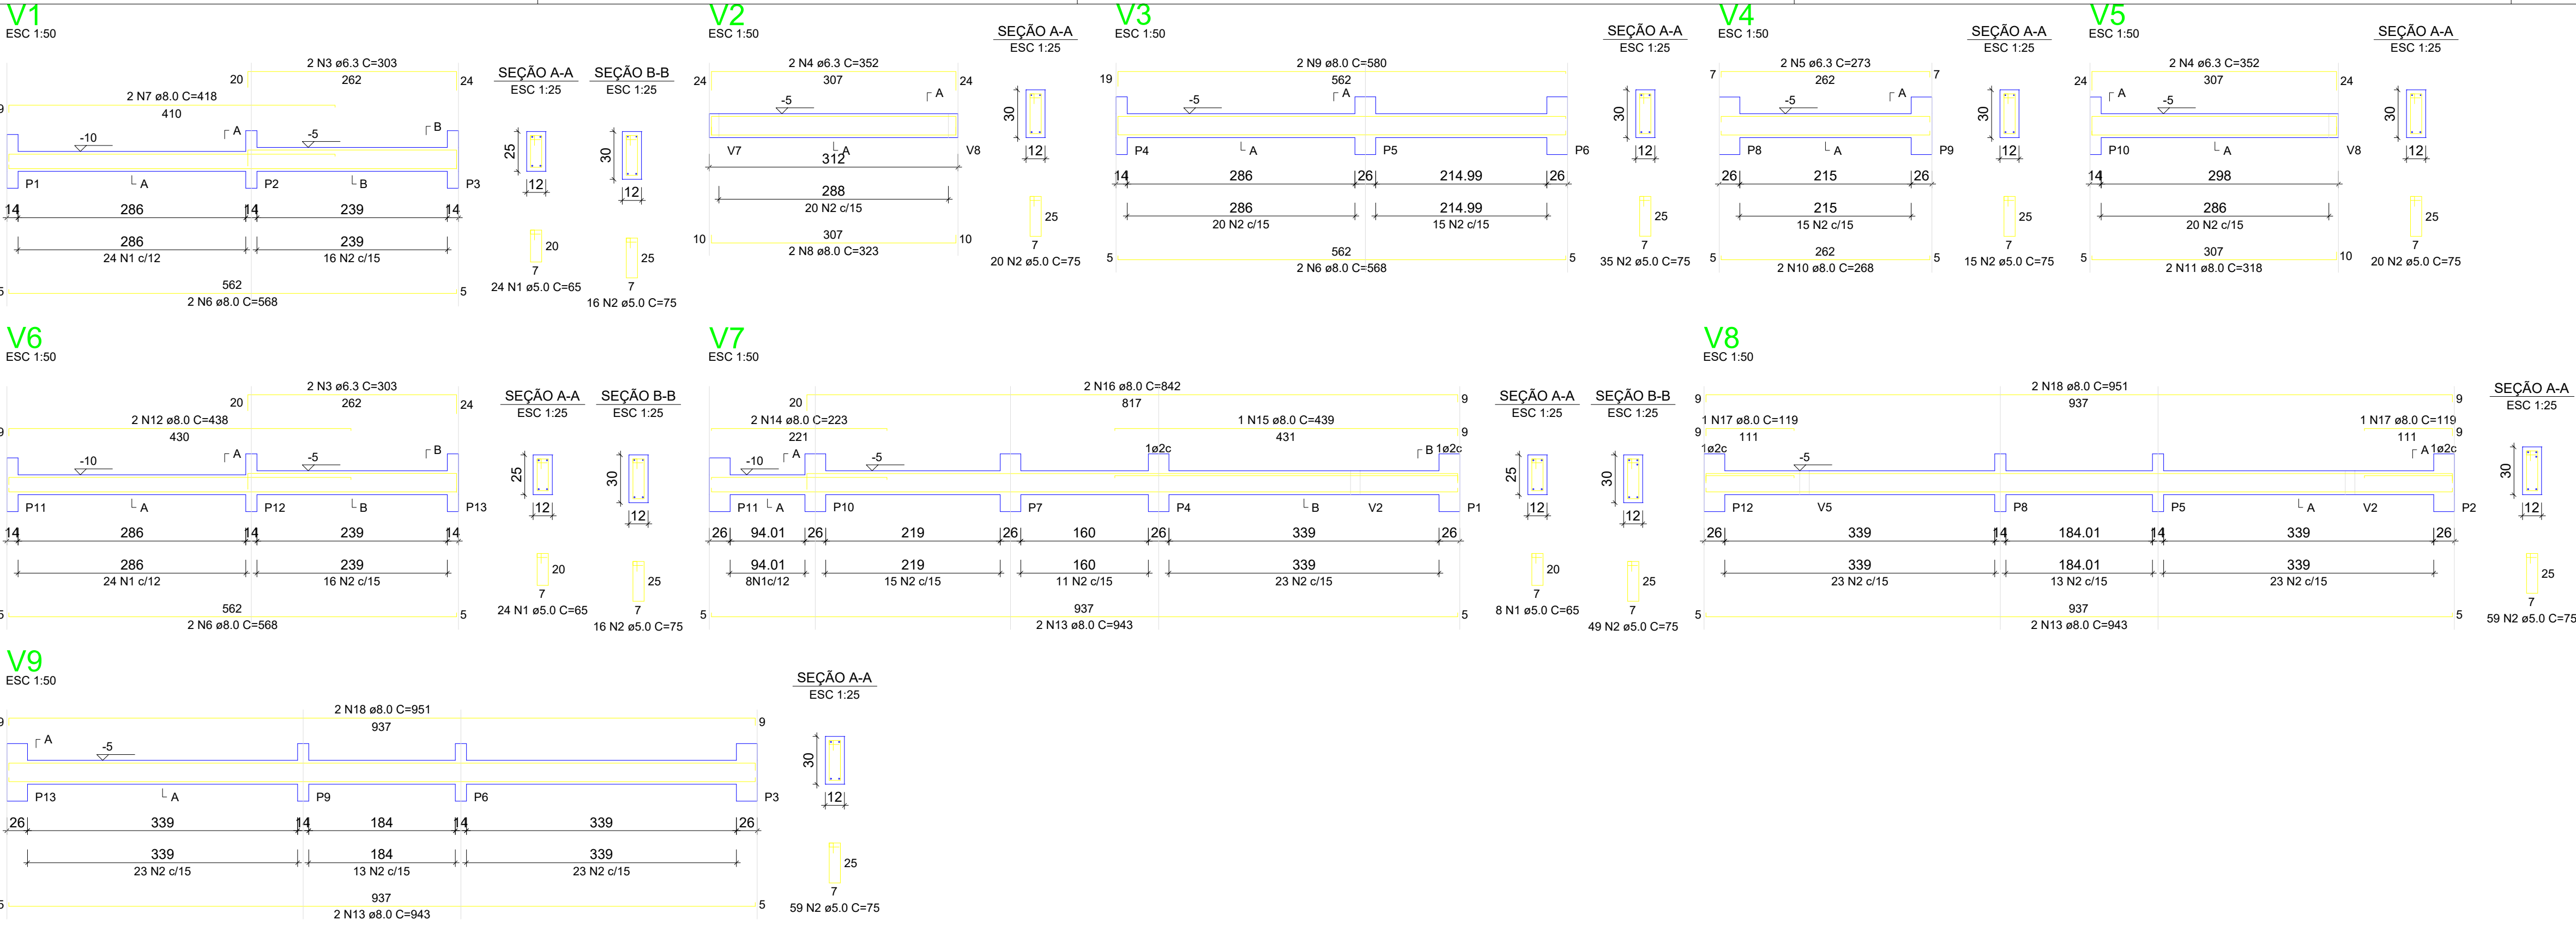 V1
ESC 1:50
2 N3 ø6.3 C=303
20
262
24
2 N7 ø8.0 C=418
9
410
-10
A
-5
B
P1
A
P2
B
P3
14
286
14
239
14
286
24 N1 c/12
239
16 N2 c/15
5
562
5
2 N6 ø8.0 C=568
SEÇÃO A-A
ESC 1:25
25
12
20
7
24 N1 ø5.0 C=65
SEÇÃO B-B
ESC 1:25
30
12
25
7
16 N2 ø5.0 C=75
V2
ESC 1:50
2 N4 ø6.3 C=352
24
307
24
-5
A
V7
A
V8
312
288
20 N2 c/15
10
307
10
2 N8 ø8.0 C=323
SEÇÃO A-A
ESC 1:25
30
12
25
7
20 N2 ø5.0 C=75
V3
ESC 1:50
2 N9 ø8.0 C=580
19
562
-5
A
P4
A
P5
P6
14
286
26
214.99
26
286
20 N2 c/15
214.99
15 N2 c/15
5
562
5
2 N6 ø8.0 C=568
SEÇÃO A-A
ESC 1:25
30
12
25
7
35 N2 ø5.0 C=75
V4
ESC 1:50
2 N5 ø6.3 C=273
7
262
7
-5
A
P8
A
P9
26
215
26
215
15 N2 c/15
5
262
5
2 N10 ø8.0 C=268
SEÇÃO A-A
ESC 1:25
30
12
25
7
15 N2 ø5.0 C=75
V5
ESC 1:50
2 N4 ø6.3 C=352
24
307
24
A
-5
P10
A
V8
14
298
286
20 N2 c/15
5
307
10
2 N11 ø8.0 C=318
SEÇÃO A-A
ESC 1:25
30
12
25
7
20 N2 ø5.0 C=75
V6
ESC 1:50
2 N3 ø6.3 C=303
20
262
24
2 N12 ø8.0 C=438
9
430
-10
A
-5
B
P11
A
P12
B
P13
14
286
14
239
14
286
24 N1 c/12
239
16 N2 c/15
5
562
5
2 N6 ø8.0 C=568
SEÇÃO A-A
ESC 1:25
25
12
20
7
24 N1 ø5.0 C=65
SEÇÃO B-B
ESC 1:25
30
12
25
7
16 N2 ø5.0 C=75
V7
ESC 1:50
2 N16 ø8.0 C=842
20
817
9
2 N14 ø8.0 C=223
221
1 N15 ø8.0 C=439
431
9
-10
A
-5
1ø2c
B
1ø2c
P11
A
P10
P7
P4
B
V2
P1
26
94.01
26
219
26
160
26
339
26
94.01
8N1c/12
219
15 N2 c/15
160
11 N2 c/15
339
23 N2 c/15
5
937
5
2 N13 ø8.0 C=943
SEÇÃO A-A
ESC 1:25
25
12
20
7
8 N1 ø5.0 C=65
SEÇÃO B-B
ESC 1:25
30
12
25
7
49 N2 ø5.0 C=75
V8
ESC 1:50
2 N18 ø8.0 C=951
9
937
9
1 N17 ø8.0 C=119
9
111
1 N17 ø8.0 C=119
111
9
1ø2c
-5
A
1ø2c
P12
V5
P8
P5
A
V2
P2
26
339
14
184.01
14
339
26
339
23 N2 c/15
184.01
13 N2 c/15
339
23 N2 c/15
5
937
5
2 N13 ø8.0 C=943
SEÇÃO A-A
ESC 1:25
30
12
25
7
59 N2 ø5.0 C=75
V9
ESC 1:50
2 N18 ø8.0 C=951
9
937
9
A
-5
P13
A
P9
P6
P3
26
339
14
184
14
339
26
339
23 N2 c/15
184
13 N2 c/15
339
23 N2 c/15
5
937
5
2 N13 ø8.0 C=943
SEÇÃO A-A
ESC 1:25
30
12
25
7
59 N2 ø5.0 C=75